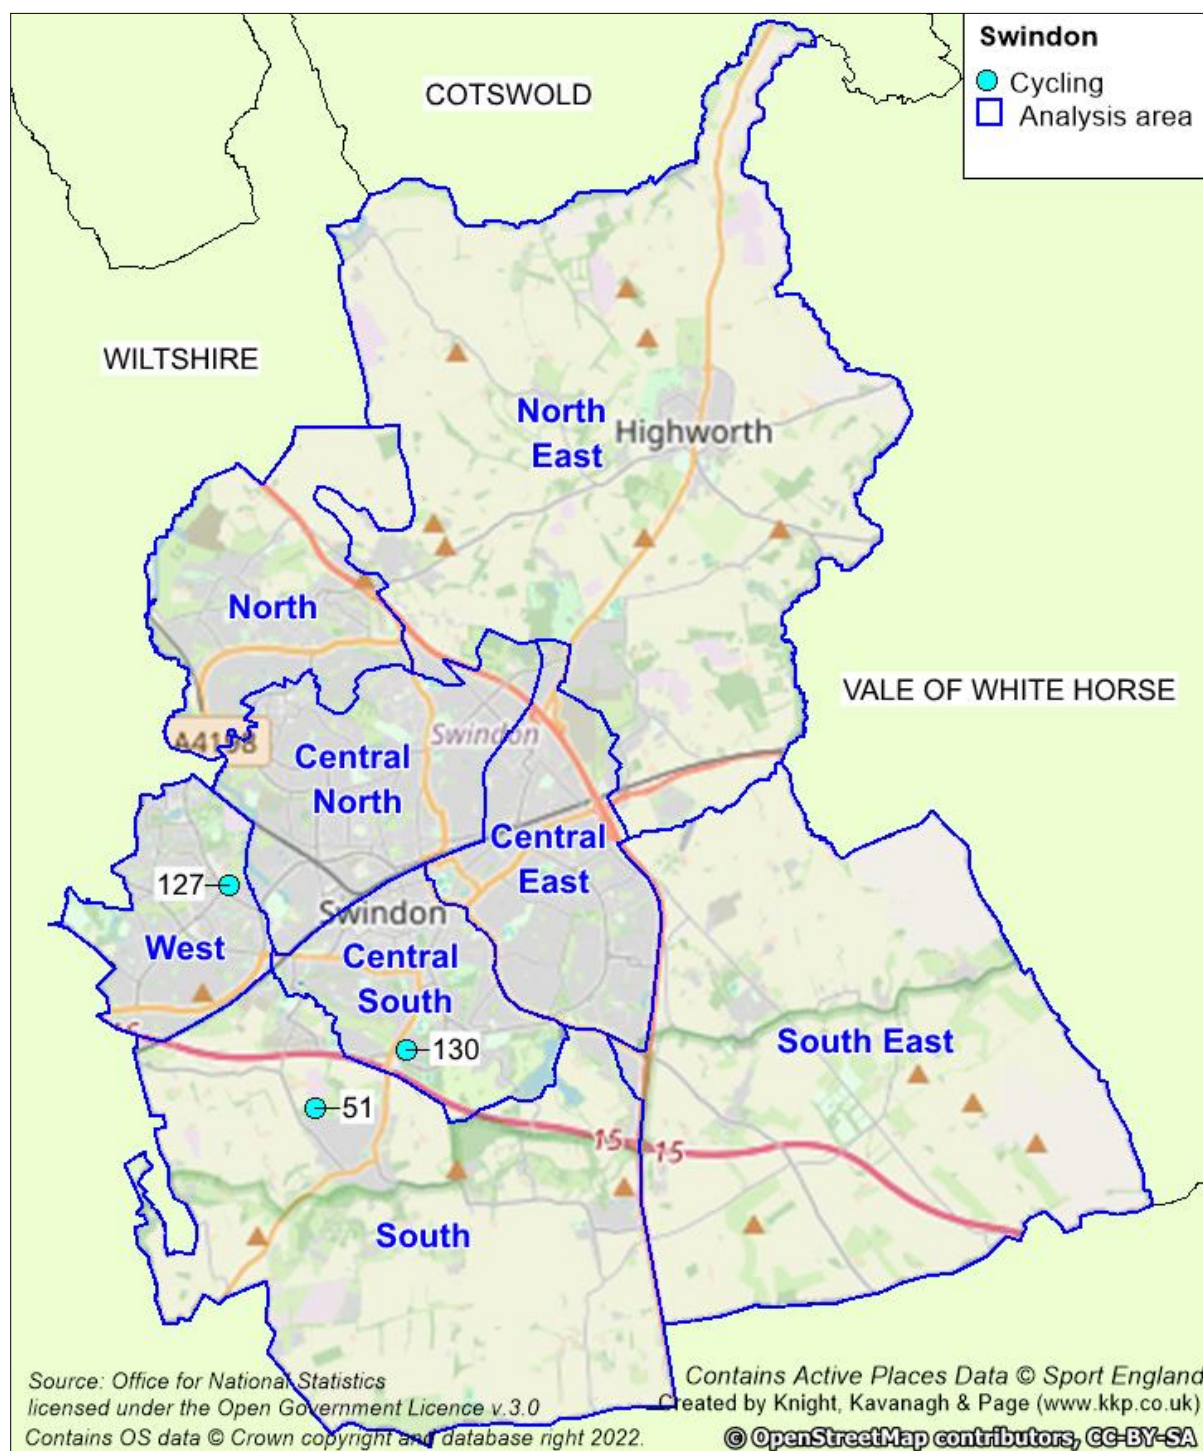 Swindon
Cycling
Analysis area
COTSWOLD
WILTSHIRE
North
East
Highworth
North
VALE OF WHITE HORSE
A4198
Swindon
Central
North
Central
East
127
Swindon
West
Central
South
South East
130
51
15
15
South
Source: Office for National Statistics
licensed under the Open Government Licence v.3.0
Contains OS data © Crown copyright and database right 2022.
Contains Active Places Data © Sport England
Created by Knight, Kavanagh & Page (www.kkp.co.uk)
© OpenStreetMap contributors, CC-BY-SA